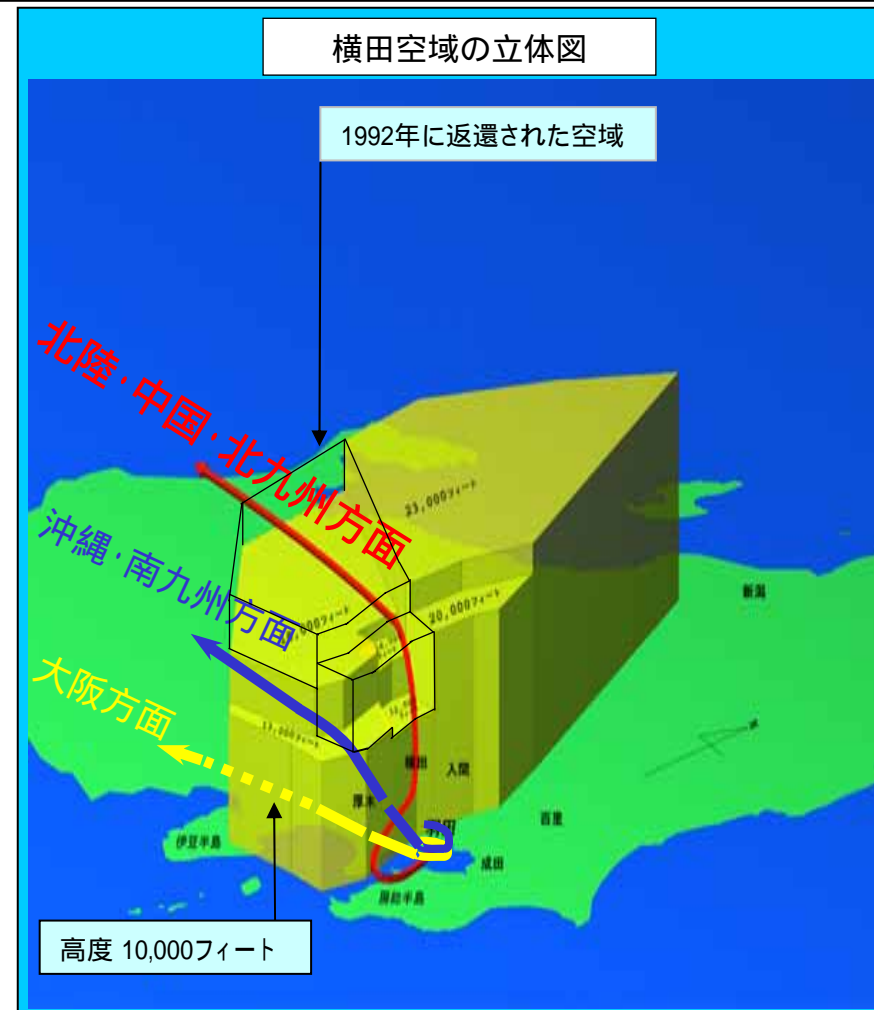 横田空域の立体図
1992年に返還された空域
北陸・中国・北九州方面
23,000フィート
沖縄・南九州方面
20,000フィート
新潟
大阪方面
横田
入間
厚木
羽田
百里
伊豆半島
成田
房総半島
高度 10,000フィート